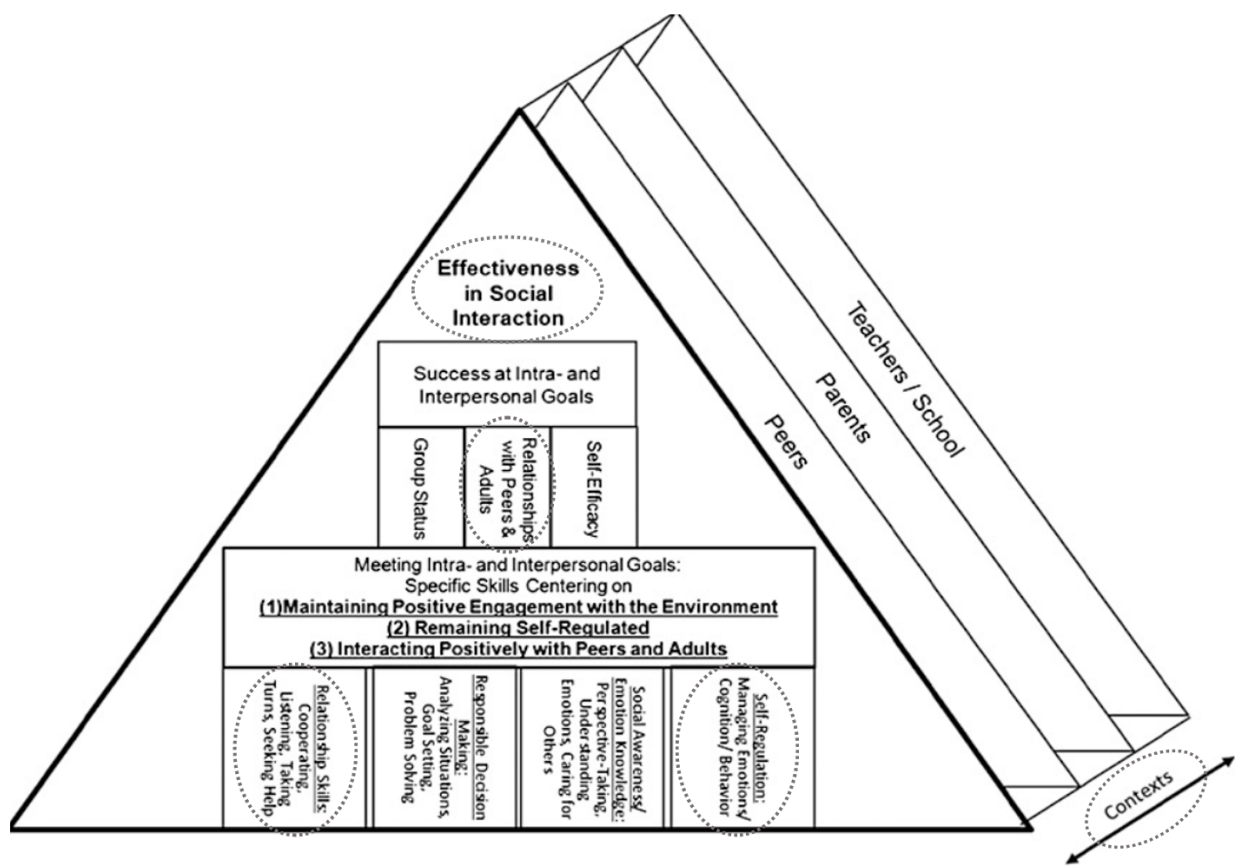 Effectiveness
in Social
Interaction
Success at Intra- and
Interpersonal Goals
Group Status
Relationships
with Peers &
Adults
Self-Efficacy
Meeting Intra- and Interpersonal Goals:
Specific Skills Centering on
(1)Maintaining Positive Engagement with the Environment
(2) Remaining Self-Regulated
(3) Interacting Positively with Peers and Adults
Relationship Skills:
Cooperating,
Listening, Taking
Turns, Seeking Help
Responsible Decision
Making:
Analyzing Situations,
Goal Setting,
Problem Solving
Social Awareness/
Emotion Knowledge:
Perspective-Taking,
Understanding
Emotions, Caring for
Others
Self-Regulation:
Managing Emotions/
Cognition/ Behavior
Peers
Parents
Teachers / School
Contexts